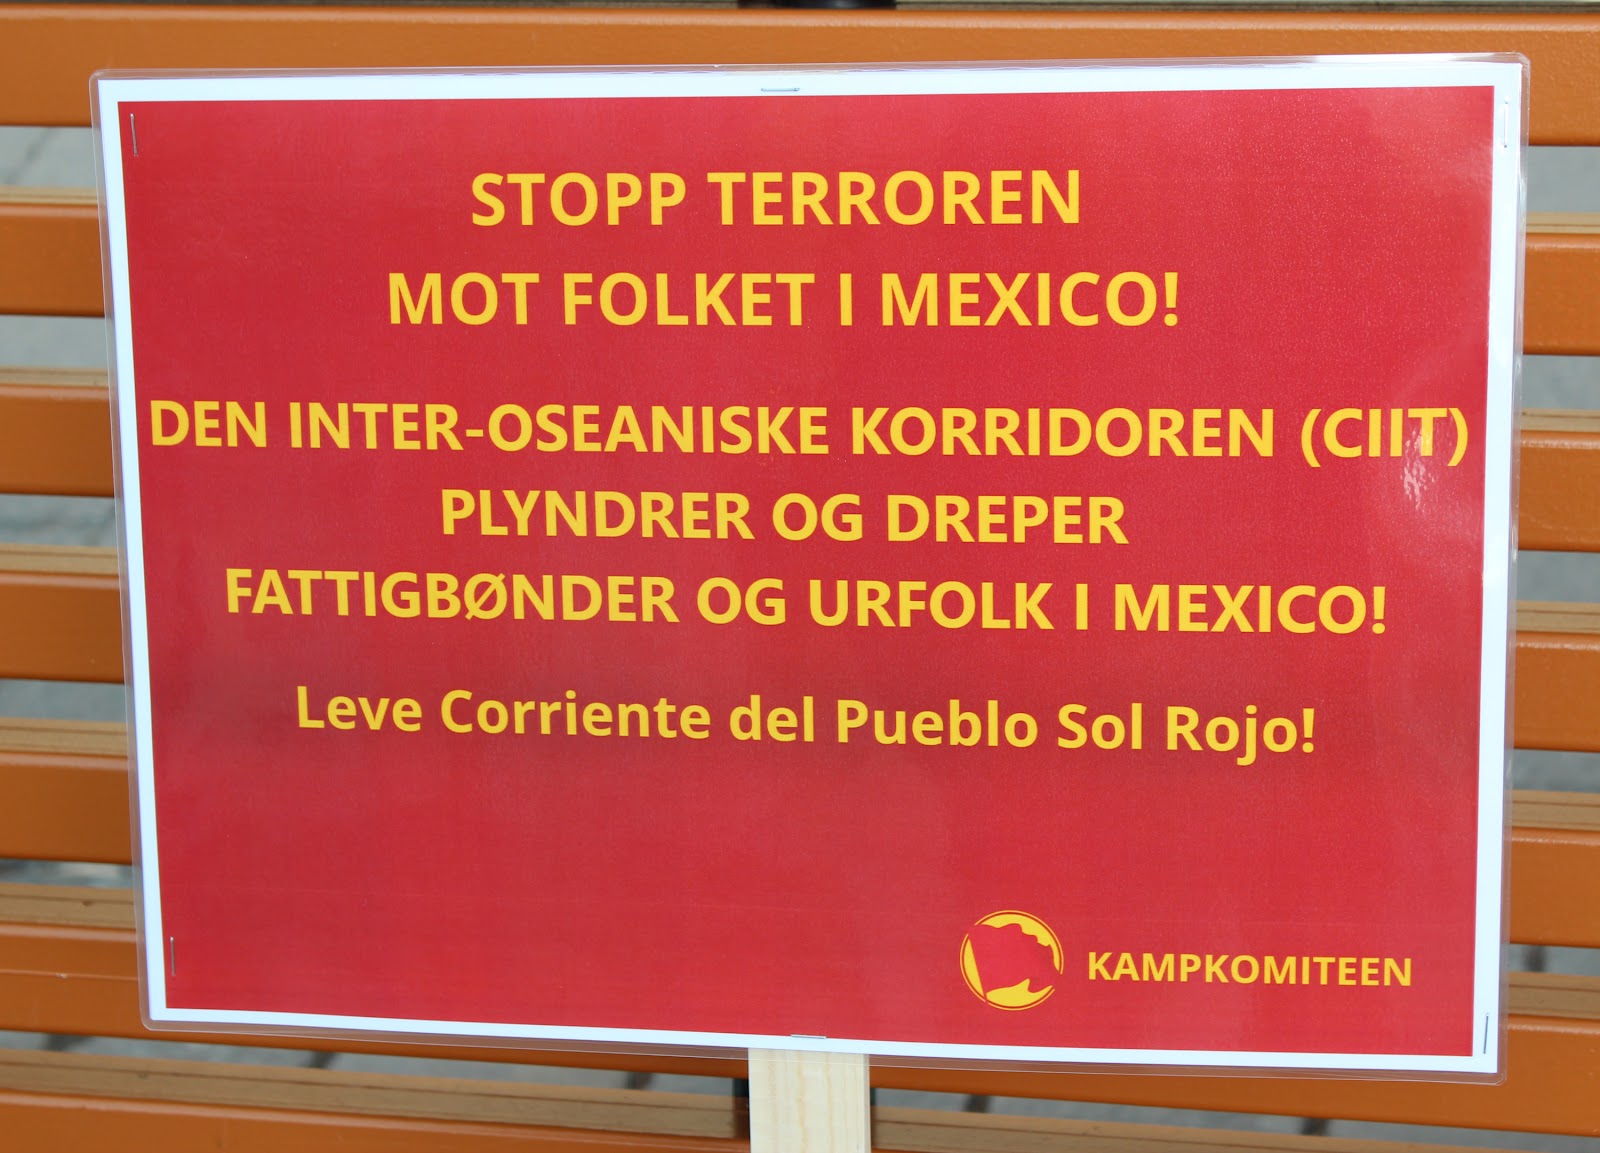 STOPP TERROREN
MOT FOLKET I MEXICO!
DEN INTER-OSEANISKE KORRIDOREN (CIIT)
PLYNDRER OG DREPER
FATTIGBØNDER OG URFOLK I MEXICO!
Leve Corriente del Pueblo Sol Rojo!
KAMPKOMITEEN